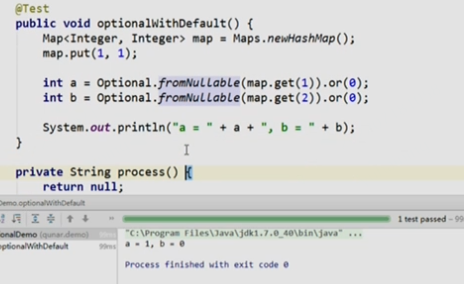 @Test
public void optionalWithDefault() {
Map<Integer, Integer> map = Maps.newHashMap();
map.put(1, 1);
int a = Optional.fromNullable(map.get(1)).or(0);
int b = Optional.fromNullable(map.get(2)).or(0);
System.out.println("a = " + a + ", b = " + b);
}
private String process() {
return null;
Demo.optionalWithDefault
1 test passed - 99
onalDemo (qunar.demo)
optionalWithDefault 99ms
"C:\Program Files\Java\jdk1.7.0_40\bin\java" ...
a = 1, b = 0
Process finished with exit code 0